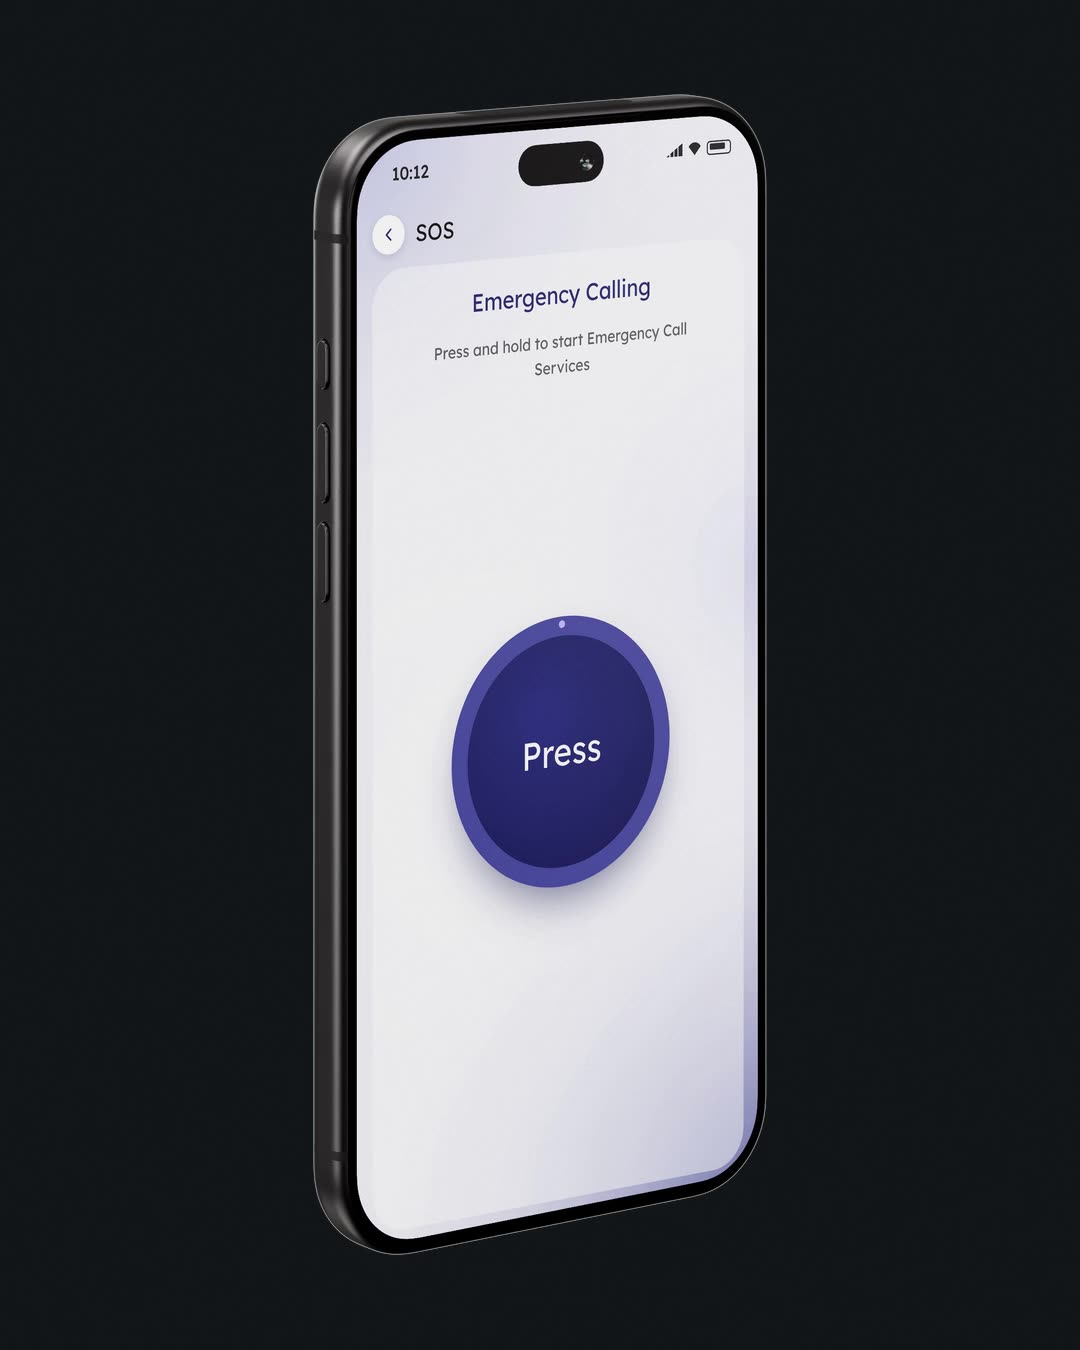 10:12
SOS
Emergency Calling
Press and hold to start Emergency Call
Services
Press